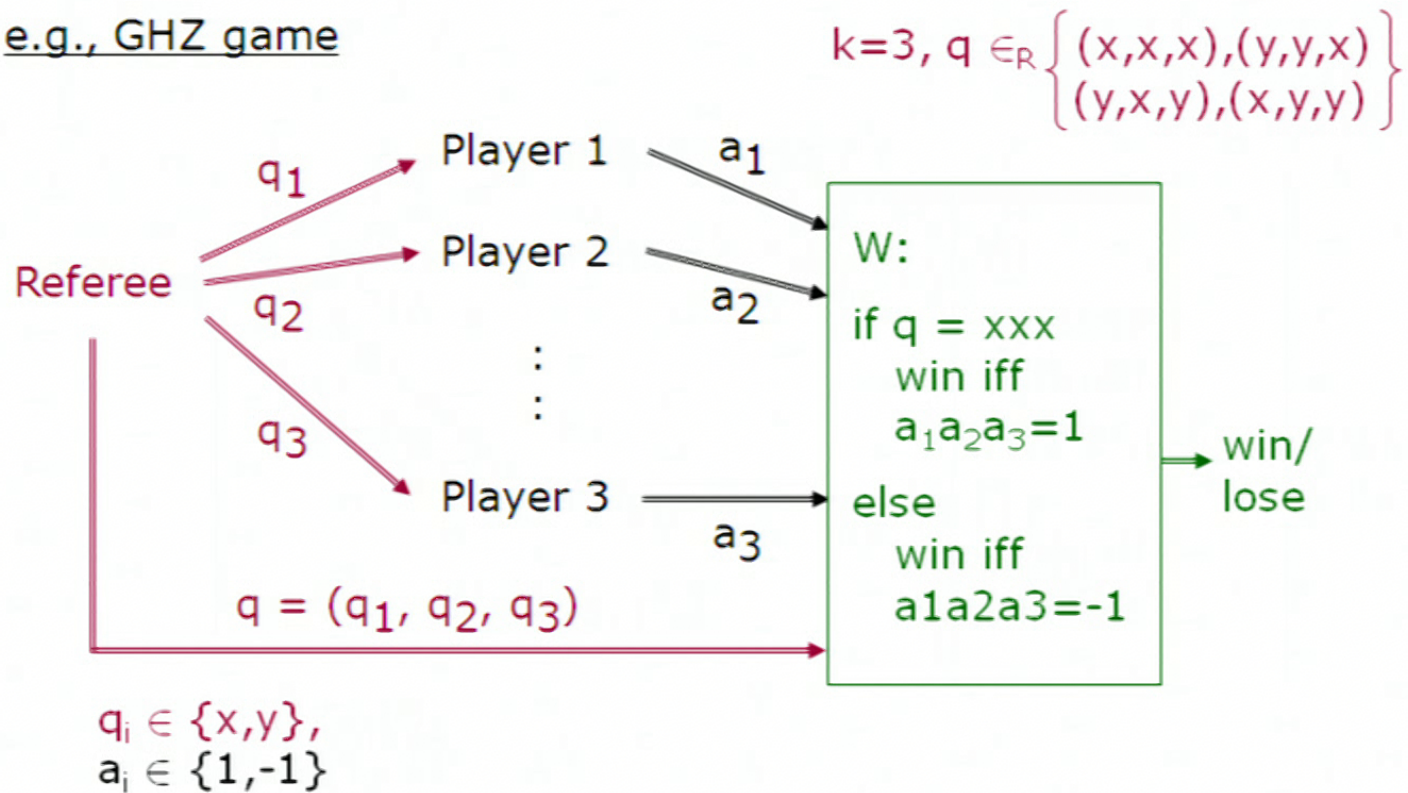 e.g., GHZ game
k=3, q ∈R { (x,x,x),(y,y,x)
(y,x,y),(x,y,y) }
Player 1
a1
q1
Player 2
W:
Referee
a2
q2
if q = xxx
:
win iff
:
a1a2a3=1
q3
win/
Player 3
else
lose
a3
win iff
q = (q1, q2, q3)
a1a2a3=-1
qi ∈ {x,y},
ai ∈ {1,-1}